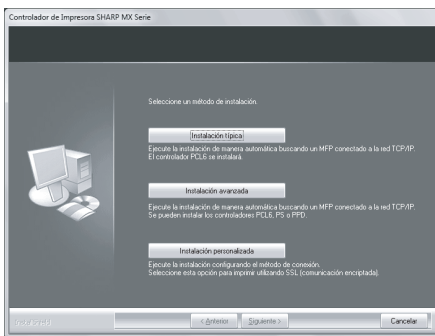 Controlador de Impresora SHARP MX Serie
Seleccione un método de instalación.
Instalación típica
Ejecute la instalación de manera automática buscando un MFP conectado a la red TCP/IP.
El controlador PCL6 se instalará.
Instalación avanzada
Ejecute la instalación de manera automática buscando un MFP conectado a la red TCP/IP.
Se pueden instalar los controladores PCL6, PS o PPD.
Instalación personalizada
Ejecute la instalación configurando el método de conexión.
Seleccione esta opción para imprimir utilizando SSL (comunicación encriptada).
InstallShield
< Anterior
Siguiente >
Cancelar